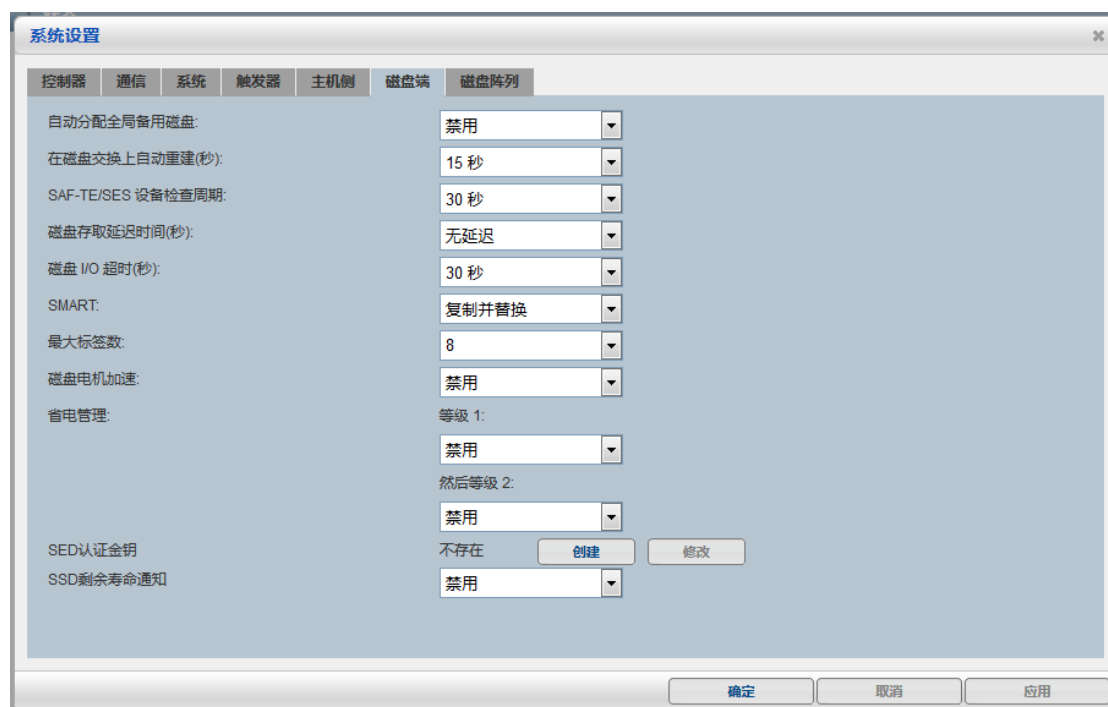 系统设置
控制器 通信 系统 触发器 主机侧 磁盘端 磁盘阵列
自动分配全局备用磁盘: 禁用
在磁盘交换上自动重建(秒): 15 秒
SAF-TE/SES 设备检查周期: 30 秒
磁盘存取延迟时间(秒): 无延迟
磁盘 I/O 超时(秒): 30 秒
SMART: 复制并替换
最大标签数: 8
磁盘电机加速: 禁用
省电管理: 等级 1:
禁用
然后等级 2:
禁用
SED认证金钥 不存在 创建 修改
SSD剩余寿命通知 禁用
确定 取消 应用